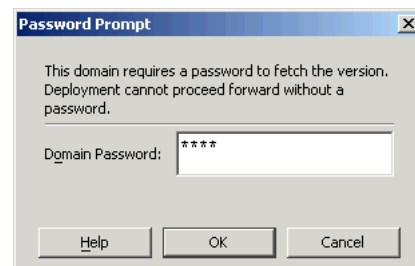 Password Prompt
This domain requires a password to fetch the version.
Deployment cannot proceed forward without a
password.
Domain Password: ****
Help OK Cancel